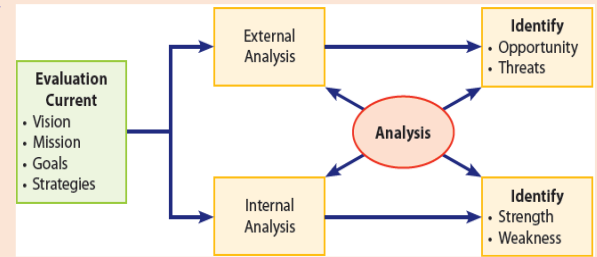 Evaluation
Current
• Vision
• Mission
• Goals
• Strategies
External
Analysis
Identify
• Opportunity
• Threats
Analysis
Internal
Analysis
Identify
• Strength
• Weakness